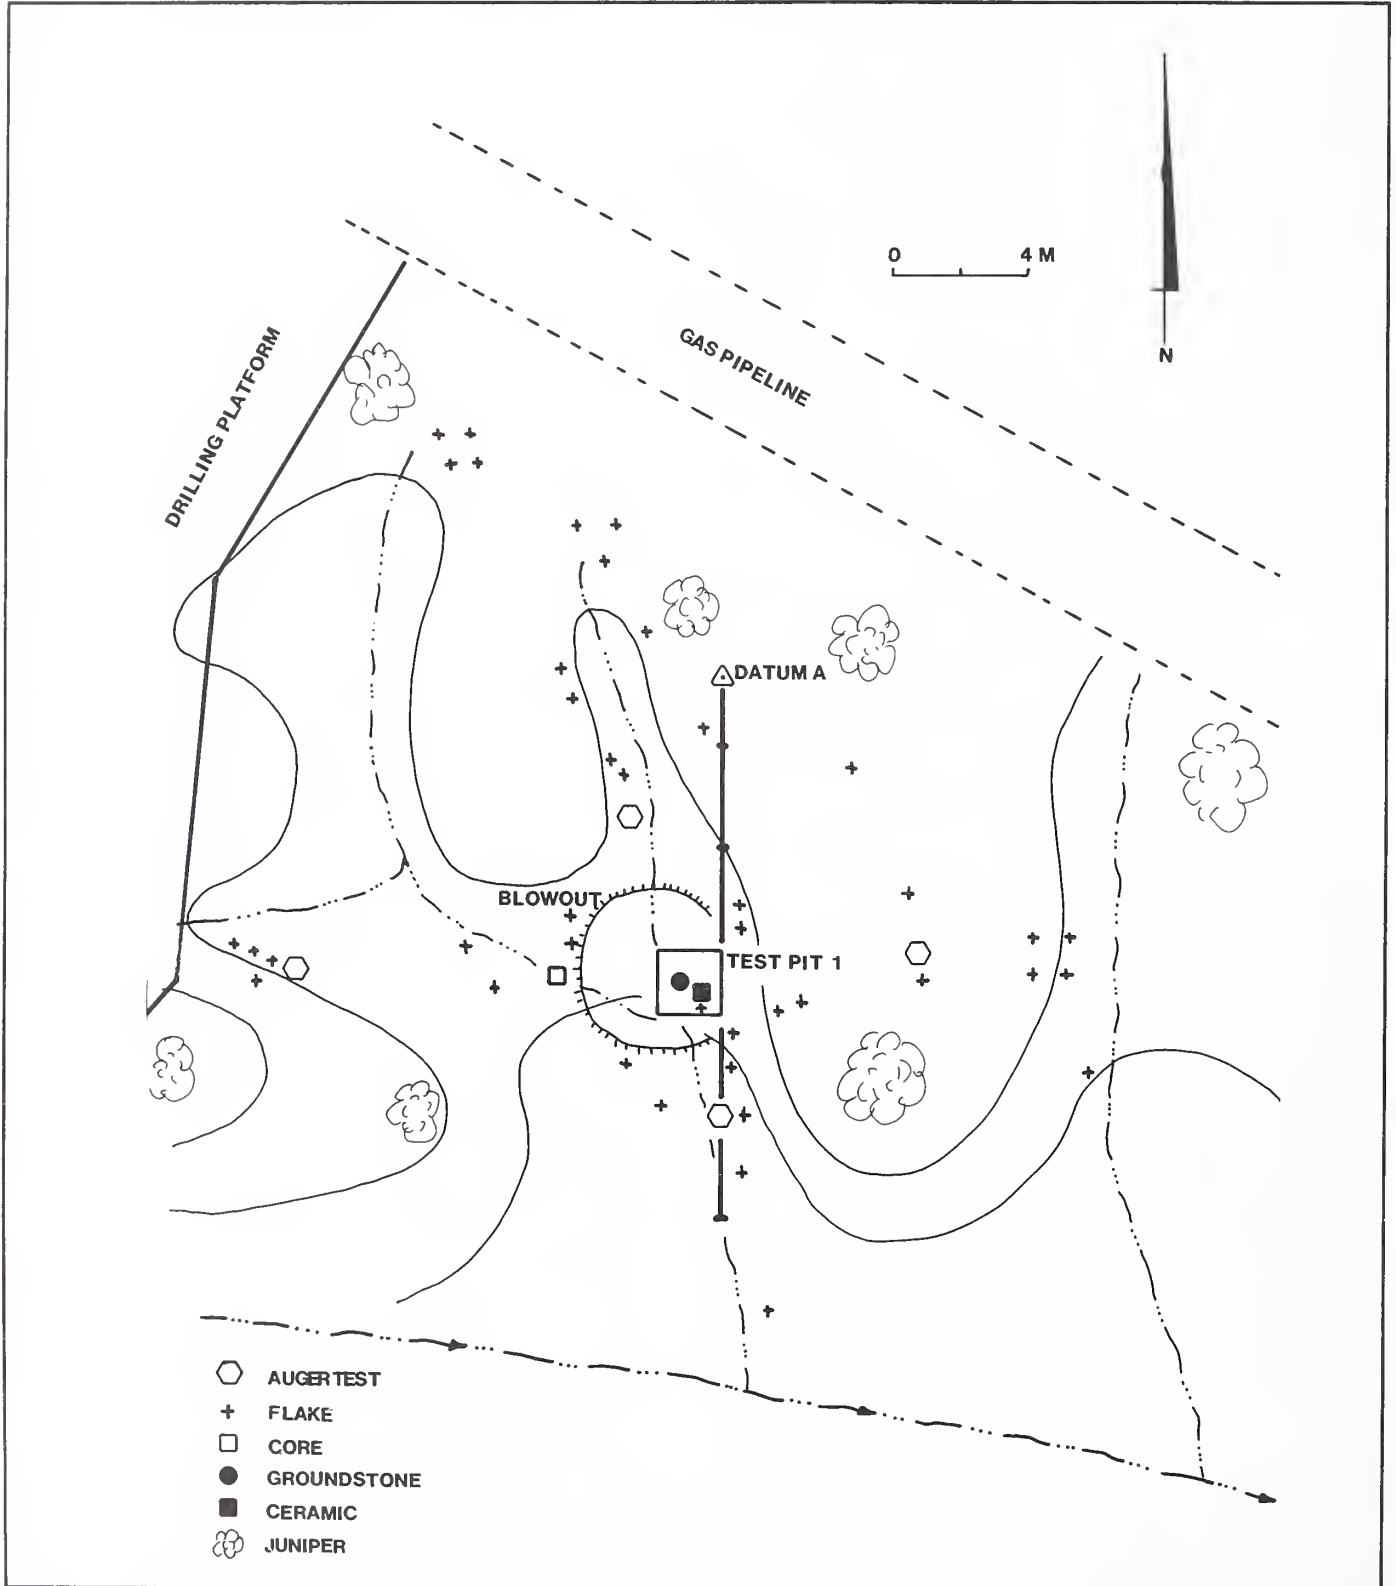 0 4 M
N
GAS PIPELINE
DRILLING PLATFORM
DATUM A
BLOWOUT
TEST PIT 1
AUGER TEST
FLAKE
CORE
GROUNDSTONE
CERAMIC
JUNIPER